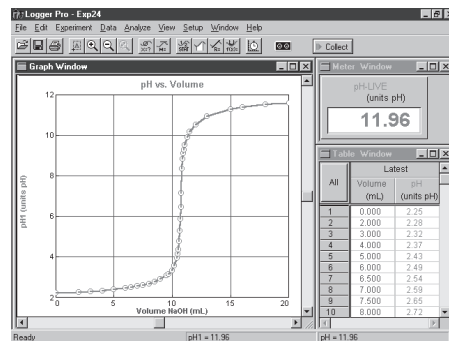 Logger Pro - Exp24
File Edit Experiment Data Analyze View Setup Window Help
Collect
Graph Window
pH vs. Volume
pH1 (units pH)
12
10
8
6
4
2
0 5 10 15 20
Volume NaOH (mL)
Meter Window
pH-LIVE
(units pH)
11.96
Table Window
All
Latest
Volume pH
(mL) (units pH)
1 0.000 2.25
2 2.000 2.28
3 3.000 2.32
4 4.000 2.37
5 5.000 2.43
6 6.000 2.49
7 6.500 2.54
8 7.000 2.59
9 7.500 2.65
10 8.000 2.72
Ready pH1 = 11.96 pH = 11.96